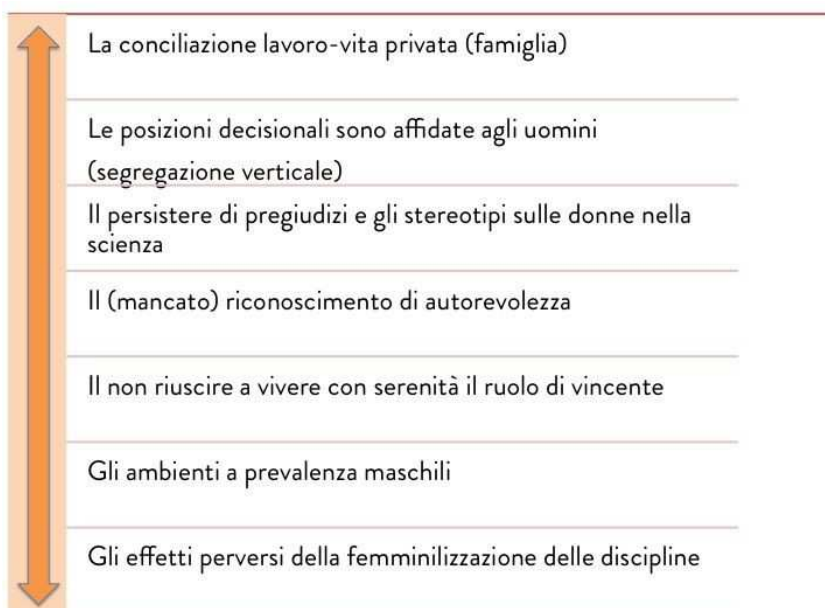 La conciliazione lavoro-vita privata (famiglia)
Le posizioni decisionali sono affidate agli uomini
(segregazione verticale)
Il persistere di pregiudizi e gli stereotipi sulle donne nella
scienza
Il (mancato) riconoscimento di autorevolezza
Il non riuscire a vivere con serenità il ruolo di vincente
Gli ambienti a prevalenza maschili
Gli effetti perversi della femminilizzazione delle discipline